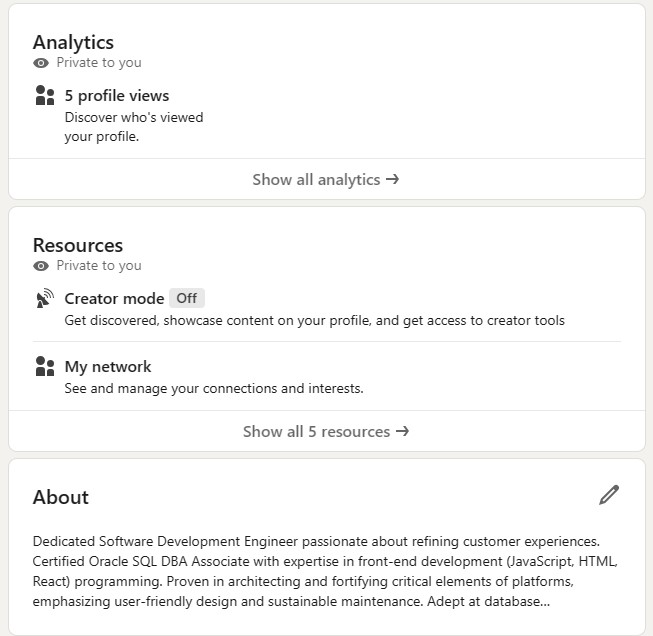 Analytics
Private to you
5 profile views
Discover who's viewed
your profile.
Show all analytics →
Resources
Private to you
Creator mode Off
Get discovered, showcase content on your profile, and get access to creator tools
My network
See and manage your connections and interests.
Show all 5 resources →
About
Dedicated Software Development Engineer passionate about refining customer experiences.
Certified Oracle SQL DBA Associate with expertise in front-end development (JavaScript, HTML,
React) programming. Proven in architecting and fortifying critical elements of platforms,
emphasizing user-friendly design and sustainable maintenance. Adept at database...